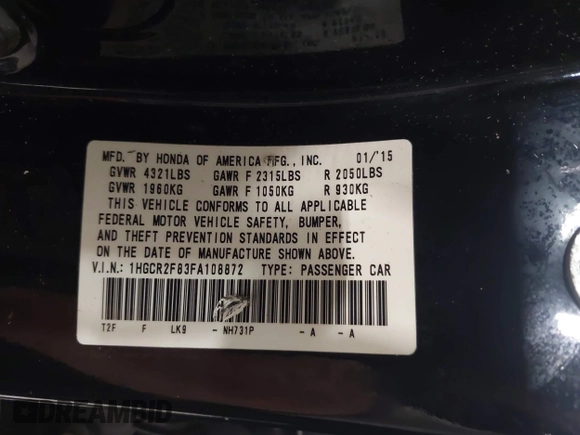 MFD. BY HONDA OF AMERICA MFG., INC. 01/'15
GVWR 4321LBS GAWR F 2315LBS R 2050LBS
GVWR 1960KG GAWR F 1050KG R 930KG
THIS VEHICLE CONFORMS TO ALL APPLICABLE
FEDERAL MOTOR VEHICLE SAFETY, BUMPER,
AND THEFT PREVENTION STANDARDS IN EFFECT
ON THE DATE OF MANUFACTURE SHOWN ABOVE.
V.I.N.: 1HGCR2F83FA108872 TYPE: PASSENGER CAR
T2F F LK9 - NH731P - A - A
DREAMBID